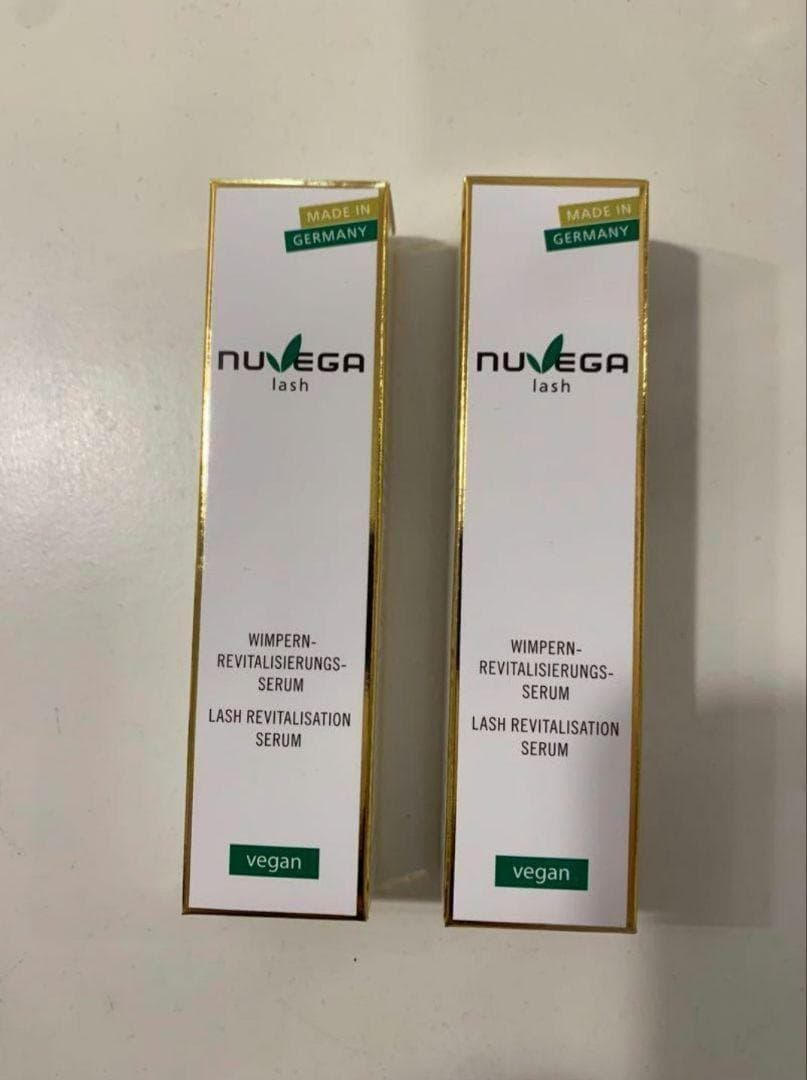 MADE IN
GERMANY
NUVEGA
lash
WIMPERN-
REVITALISIERUNGS-
SERUM
LASH REVITALISATION
SERUM
vegan
MADE IN
GERMANY
NUVEGA
lash
WIMPERN-
REVITALISIERUNGS-
SERUM
LASH REVITALISATION
SERUM
vegan